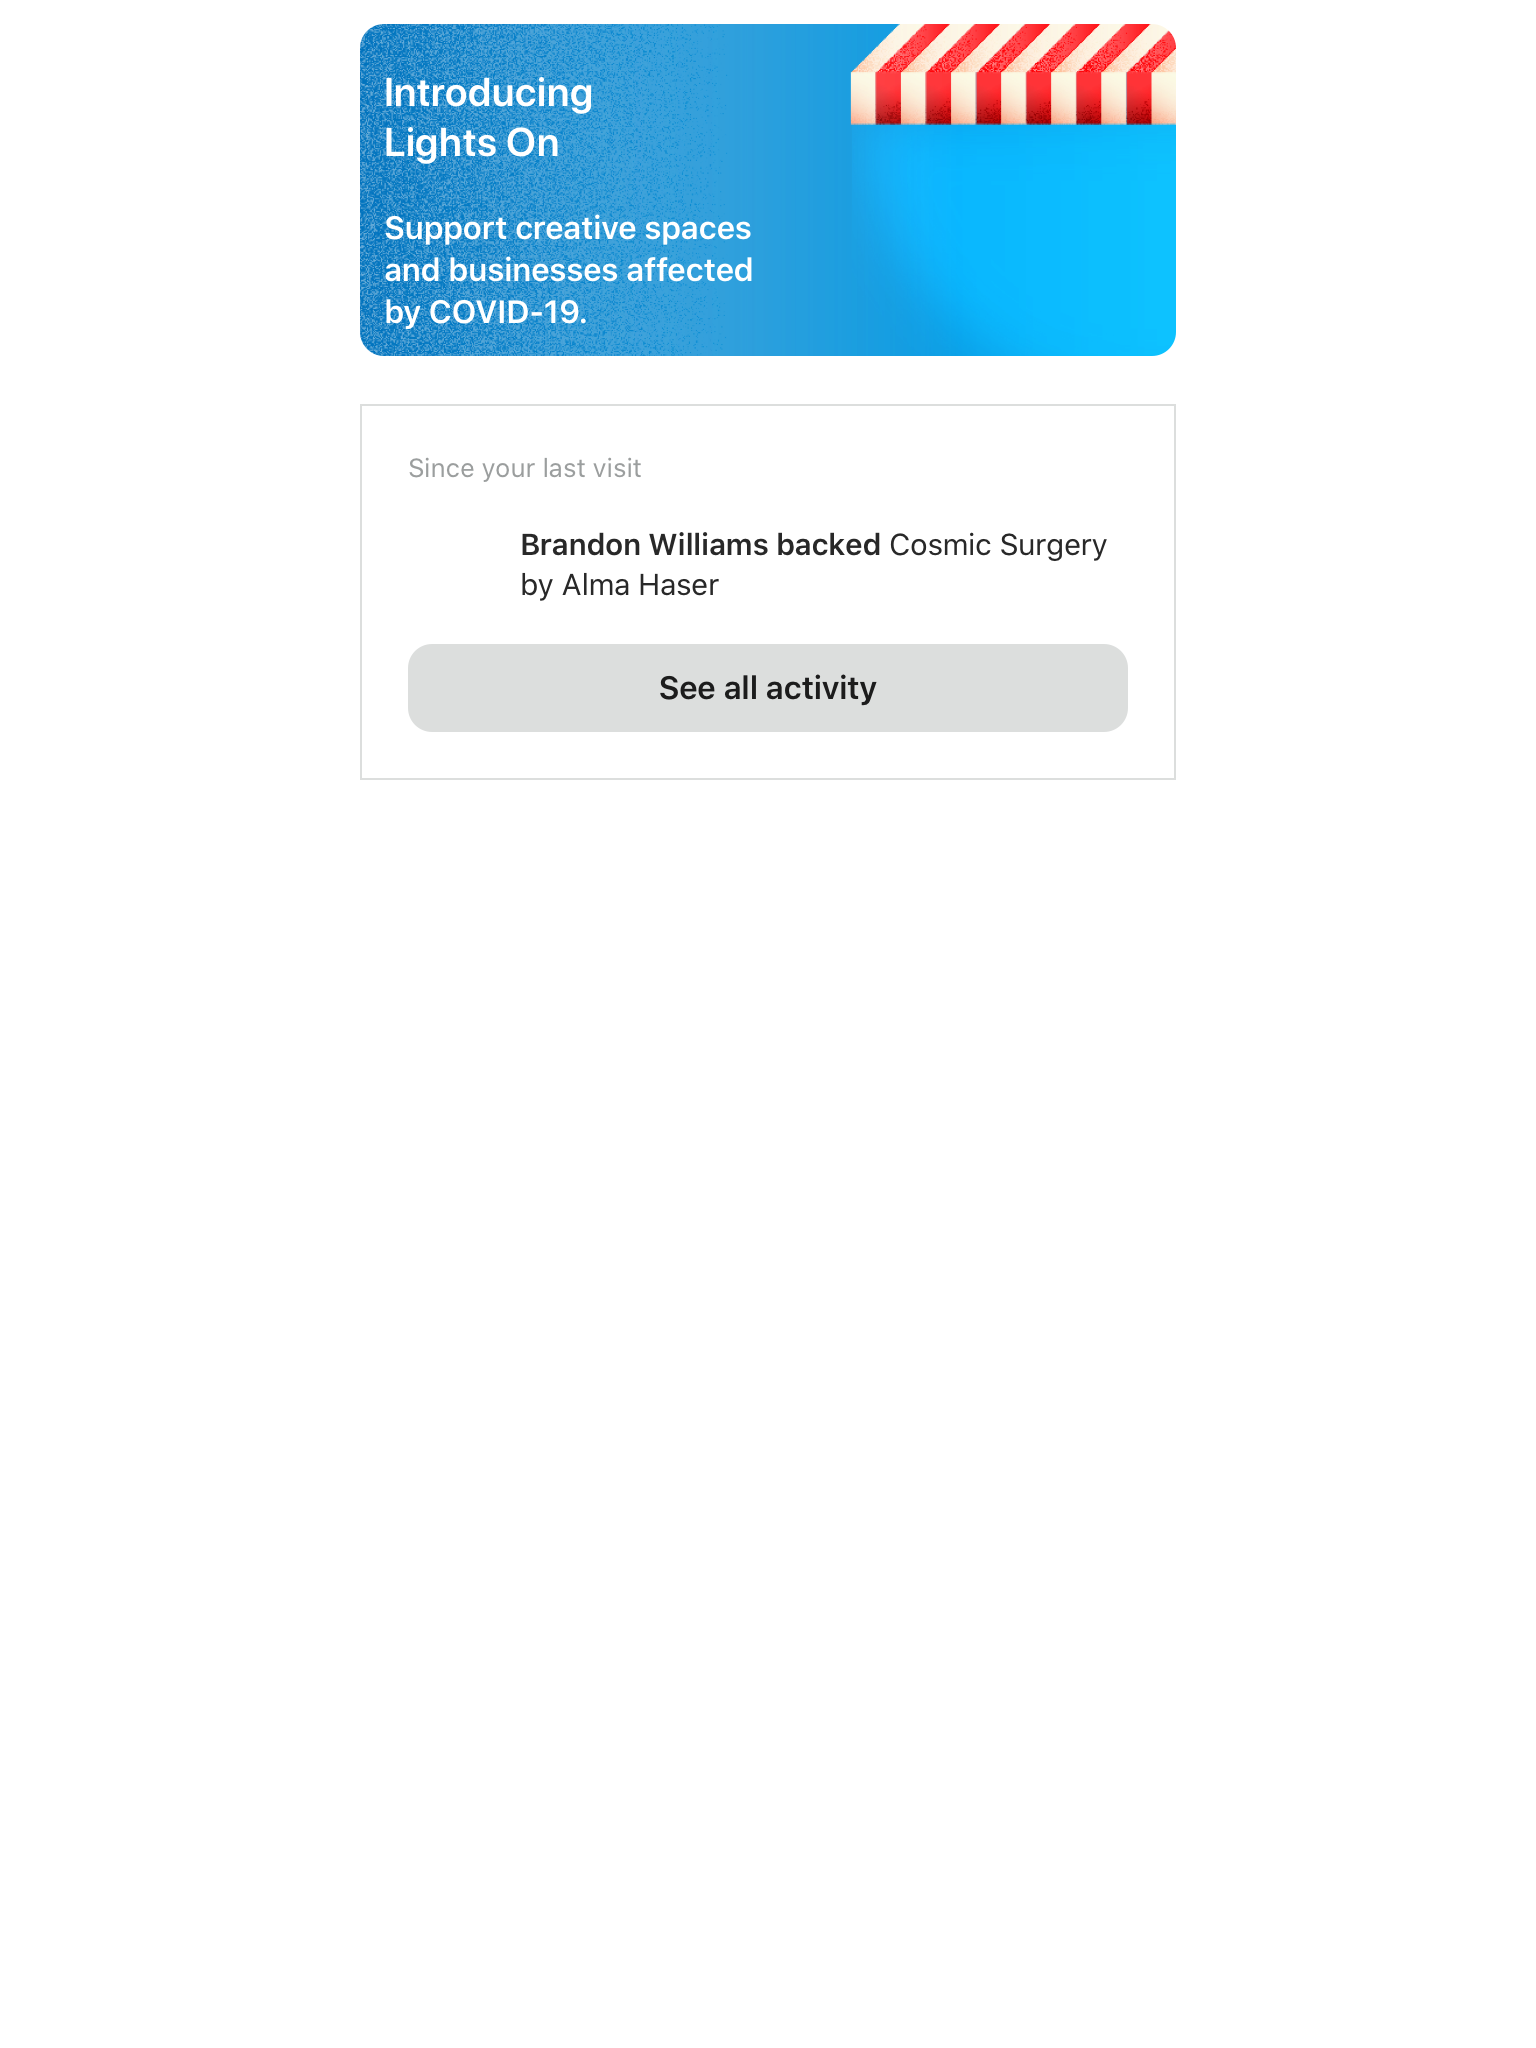 Introducing
Lights On
Support creative spaces
and businesses affected
by COVID-19.
Since your last visit
Brandon Williams backed Cosmic Surgery
by Alma Haser
See all activity